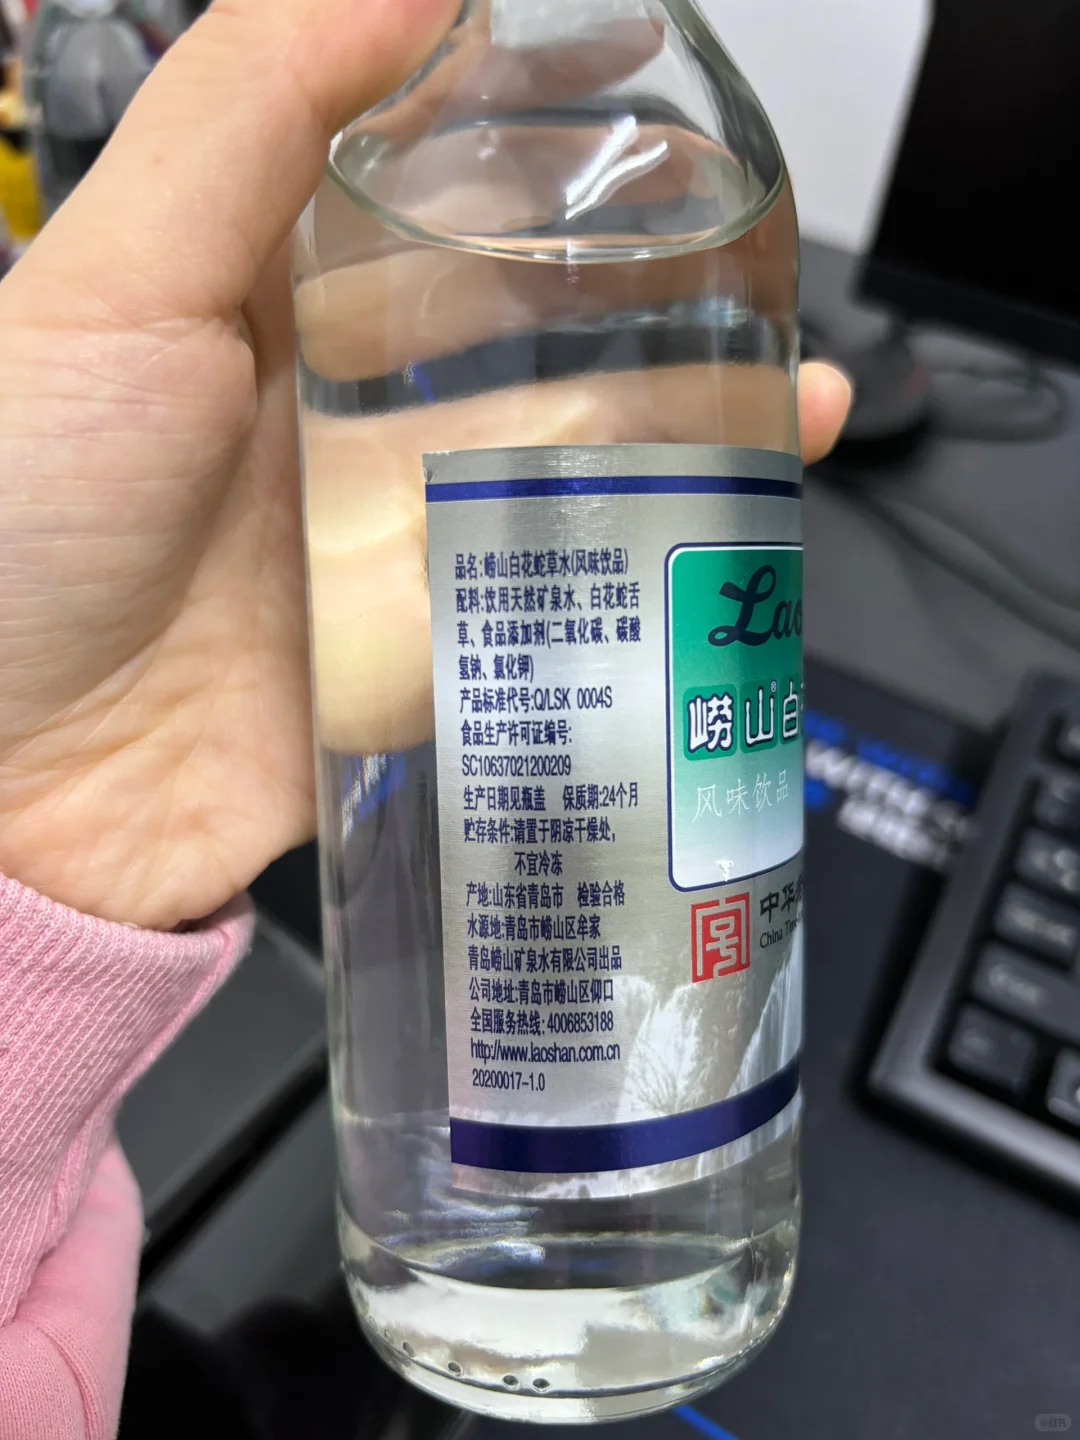 品名:崂山白花蛇草水(风味饮品)
配料:饮用天然矿泉水、白花蛇舌
草、食品添加剂(二氧化碳、碳酸
氢钠、氯化钾)
产品标准代号:Q/LSK 0004S
食品生产许可证编号:
SC10637021200209
生产日期见瓶盖 保质期:24个月
贮存条件:请置于阴凉干燥处,
不宜冷冻
产地:山东省青岛市 检验合格
水源地:青岛市崂山区牟家
青岛崂山矿泉水有限公司出品
公司地址:青岛市崂山区仰口
全国服务热线:4006853188
http://www.laoshan.com.cn
20200017-1.0
Lao
崂山®白
风味饮品
中华
China Time
小红书